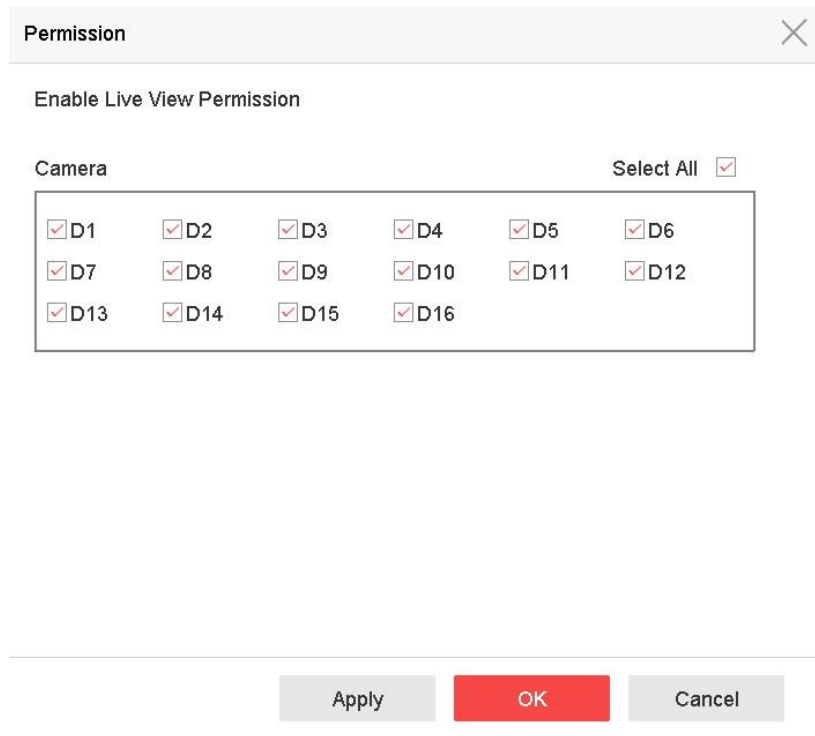 Permission
Enable Live View Permission
Camera Select All
D1 D2 D3 D4 D5 D6
D7 D8 D9 D10 D11 D12
D13 D14 D15 D16
Apply OK Cancel